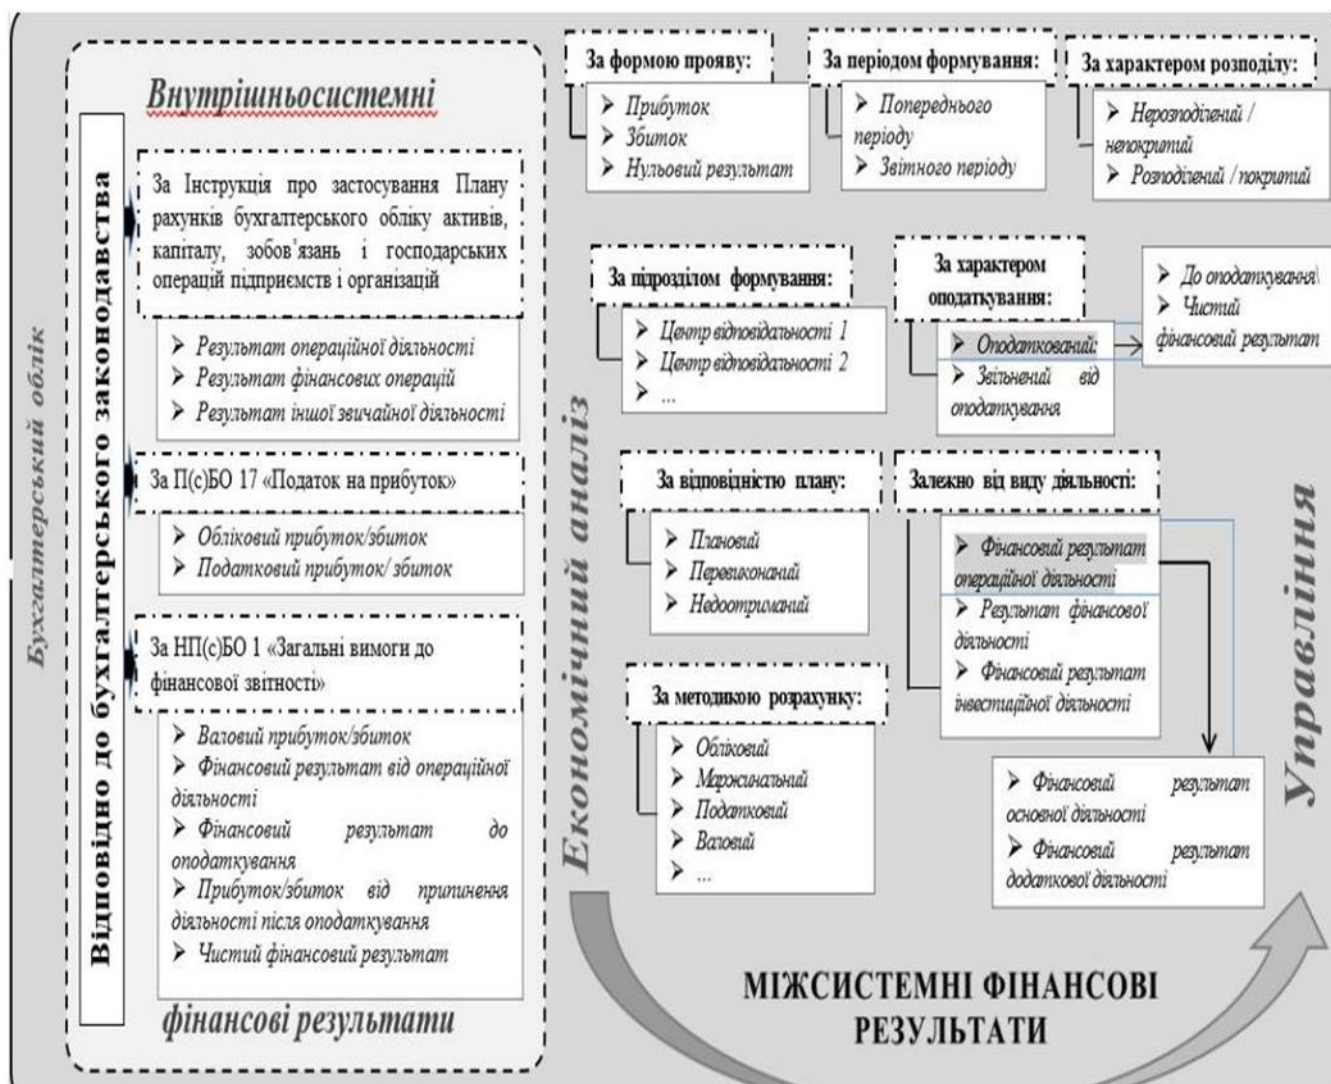 Бухгалтерський облік
Відповідно до бухгалтерського законодавства
Внутрішньосистемні
За Інструкція про застосування Плану
рахунків бухгалтерського обліку активів,
капіталу, зобов’язань і господарських
операцій підприємств і організацій
➤ Результат операційної діяльності
➤ Результат фінансових операцій
➤ Результат іншої звичайної діяльності
За П(с)БО 17 «Податок на прибуток»
➤ Обліковий прибуток/збиток
➤ Податковий прибуток/ збиток
За НП(с)БО 1 «Загальні вимоги до
фінансової звітності»
➤ Валовий прибуток/збиток
➤ Фінансовий результат від операційної
діяльності
➤ Фінансовий результат до
оподаткування
➤ Прибуток/збиток від припинення
діяльності після оподаткування
➤ Чистий фінансовий результат
фінансові результати
Економічний аналіз
За формою прояву:
➤ Прибуток
➤ Збиток
➤ Нульовий результат
За періодом формування:
➤ Попереднього
періоду
➤ Звітного періоду
За характером розподілу:
➤ Нерозподілений /
непокритий
➤ Розподілений / покритий
За підрозділом формування:
➤ Центр відповідальності 1
➤ Центр відповідальності 2
➤ ...
За характером
оподаткування:
➤ Оподаткований:
➤ Звільнений від
оподаткування
➤ До оподаткування\
➤ Чистий
фінансовий результат
За відповідністю плану:
➤ Плановий
➤ Перевиконаний
➤ Недоотриманий
Залежно від виду діяльності:
➤ Фінансовий результат
операційної діяльності
➤ Результат фінансової
діяльності
➤ Фінансовий результат
інвестиційної діяльності
За методикою розрахунку:
➤ Обліковий
➤ Маржинальний
➤ Податковий
➤ Валовий
➤ ...
➤ Фінансовий результат
основної діяльності
➤ Фінансовий результат
додаткової діяльності
Управління
МІЖСИСТЕМНІ ФІНАНСОВІ
РЕЗУЛЬТАТИ